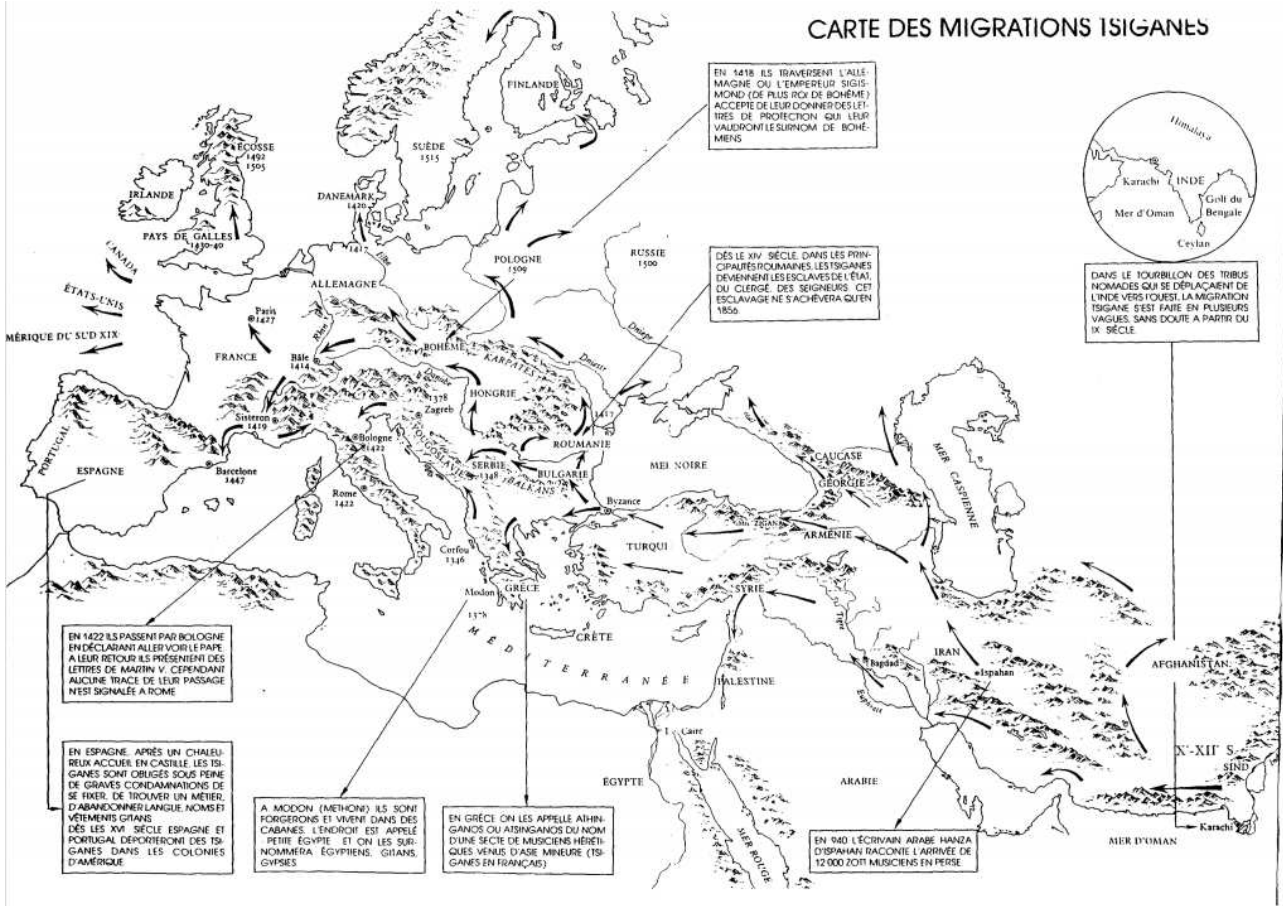 CARTE DES MIGRATIONS TSIGANES
EN 1418 ILS TRAVERSENT L'ALLE-
MAGNE OU L'EMPEREUR SIGIS-
MOND (DE PLUS ROI DE BOHÊME)
ACCEPTE DE LEUR DONNER DES LET-
TRES DE PROTECTION QUI LEUR
VAUDRONT LE SURNOM DE BOHÉ-
MIENS
Himalaya
Karachi
INDE
Mer d'Oman
Golf du
Bengale
Ceylan
DANS LE TOURBILLON DES TRIBUS
NOMADES QUI SE DÉPLAÇAIENT DE
L'INDE VERS L'OUEST, LA MIGRATION
TSIGANE S'EST FAITE EN PLUSIEURS
VAGUES, SANS DOUTE A PARTIR DU
IX SIÈCLE.
DÈS LE XIV SIÈCLE, DANS LES PRIN-
CIPAUTÉS ROUMAINES, LES TSIGANES
DEVIENNENT LES ESCLAVES DE L'ÉTAT,
DU CLERGÉ, DES SEIGNEURS. CET
ESCLAVAGE NE S'ACHÈVERA QU'EN
1856.
FINLANDE
SUÈDE
1515
ÉCOSSE
1492
1505
IRLANDE
DANEMARK
1420
PAYS DE GALLES
1430-40
CANADA
ÉTATS-UNIS
MÉRIQUE DU SUD XIX
1417
Elbe
POLOGNE
1509
RUSSIE
1500
ALLEMAGNE
Paris
1427
Rhin
FRANCE
Bâle
1414
BOHÊME
KARPATES
Dniepr
Dniestr
Danube
HONGRIE
1378
Zagreb
Sisteron
1419
Bologne
1422
YOUGOSLAVIE
1417
ROUMANIE
SERBIE
1348
BULGARIE
BALKANS
PORTUGAL
ESPAGNE
Barcelone
1447
Rome
1422
MER NOIRE
CAUCASE
GÉORGIE
MER CASPIENNE
Byzance
TURQUI
ARMÉNIE
Corfou
1346
Modon
1378
GRÈCE
CRÈTE
SYRIE
Tigre
MÉDITERRANÉE
PALESTINE
Bagdad
Euphrate
IRAN
Ispahan
AFGHANISTAN
Caire
ÉGYPTE
ARABIE
MER ROUGE
X°-XII° S.
SIND
Karachi
MER D'OMAN
EN 1422 ILS PASSENT PAR BOLOGNE
EN DÉCLARANT ALLER VOIR LE PAPE
A LEUR RETOUR ILS PRÉSENTENT DES
LETTRES DE MARTIN V. CEPENDANT
AUCUNE TRACE DE LEUR PASSAGE
N'EST SIGNALÉE A ROME
EN ESPAGNE, APRÈS UN CHALEU-
REUX ACCUEIL EN CASTILLE, LES TSI-
GANES SONT OBLIGÉS SOUS PEINE
DE GRAVES CONDAMNATIONS DE
SE FIXER, DE TROUVER UN MÉTIER,
D'ABANDONNER LANGUE, NOMS ET
VÊTEMENTS GITANS
DÈS LES XVI SIÈCLE ESPAGNE ET
PORTUGAL DÉPORTERONT DES TSI-
GANES DANS LES COLONIES
D'AMÉRIQUE
A MODON (METHONI) ILS SONT
FORGERONS ET VIVENT DANS DES
CABANES. L'ENDROIT EST APPELÉ
PETITE ÉGYPTE ET ON LES SUR-
NOMMERA ÉGYPTIENS, GITANS,
GYPSIES
EN GRÈCE ON LES APPELLE ATHIN-
GANOS OU ATSINGANOS DU NOM
D'UNE SECTE DE MUSICIENS HÉRÉTI-
QUES VENUS D'ASIE MINEURE (TSI-
GANES EN FRANÇAIS)
EN 940 L'ÉCRIVAIN ARABE HANZA
D'ISPAHAN RACONTE L'ARRIVÉE DE
12 000 ZOTT MUSICIENS EN PERSE